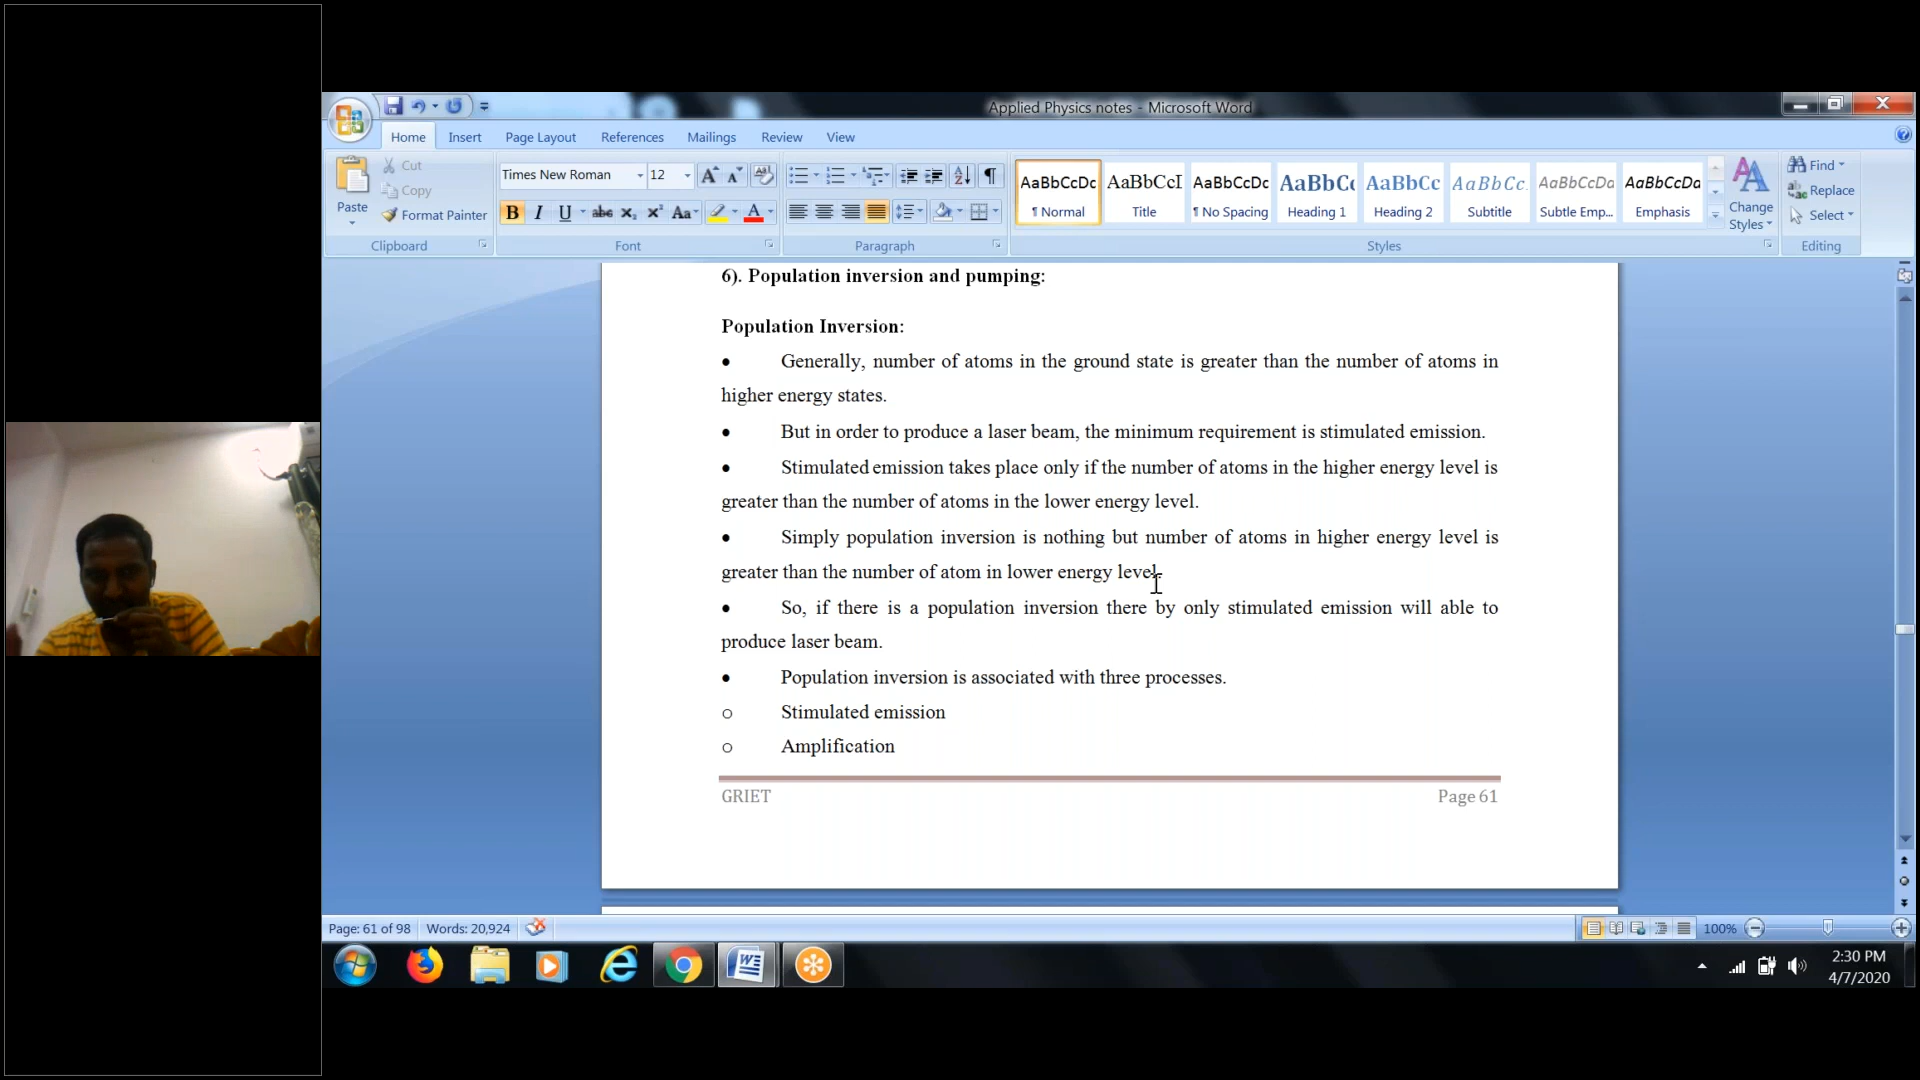 Applied Physics notes - Microsoft Word
Home Insert Page Layout References Mailings Review View
Paste
Cut
Copy
Format Painter
Clipboard
Times New Roman 12
B I U abc x₂ x² Aa A
Font
Paragraph
AaBbCcDc AaBbCcI AaBbCcDc AaBbC AaBbCc AaBbCc. AaBbCcDa AaBbCcDa
¶ Normal Title ¶ No Spacing Heading 1 Heading 2 Subtitle Subtle Emp... Emphasis
Change Styles
Styles
Find
Replace
Select
Editing
6). Population inversion and pumping:
Population Inversion:
• Generally, number of atoms in the ground state is greater than the number of atoms in
higher energy states.
• But in order to produce a laser beam, the minimum requirement is stimulated emission.
• Stimulated emission takes place only if the number of atoms in the higher energy level is
greater than the number of atoms in the lower energy level.
• Simply population inversion is nothing but number of atoms in higher energy level is
greater than the number of atom in lower energy level.
• So, if there is a population inversion there by only stimulated emission will able to
produce laser beam.
• Population inversion is associated with three processes.
o Stimulated emission
o Amplification
GRIET Page 61
Page: 61 of 98 Words: 20,924 100%
2:30 PM
4/7/2020